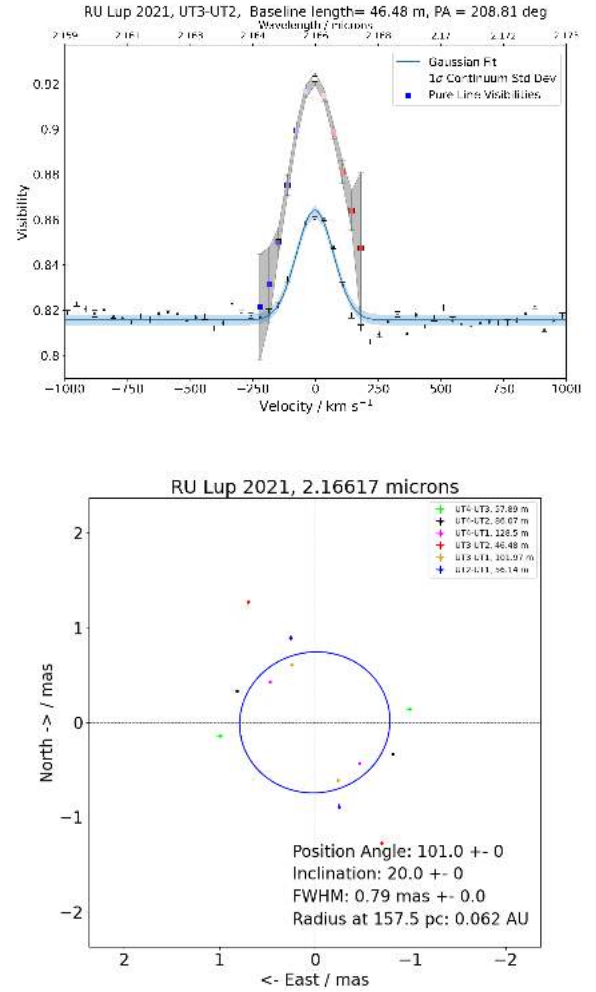 RU Lup 2021, UT3-UT2, Baseline length= 46.48 m, PA = 208.81 deg
Wavelength / microns
2.159 2.161 2.163 2.164 2.166 2.168 2.170 2.172 2.173
Gaussian Fit
1σ Continuum Std Dev
Pure Line Visibilities
0.92
0.9
0.88
0.86
0.84
0.82
0.8
Visibility
−1000 −750 −500 −250 0 250 500 750 1000
Velocity / km s⁻¹
RU Lup 2021, 2.16617 microns
UT4-UT3, 57.89 m
UT4-UT2, 86.07 m
UT4-UT1, 128.5 m
UT3-UT2, 46.48 m
UT3-UT1, 101.97 m
UT2-UT1, 56.14 m
2
1
0
−1
−2
North -> / mas
Position Angle: 101.0 +- 0
Inclination: 20.0 +- 0
FWHM: 0.79 mas +- 0.0
Radius at 157.5 pc: 0.062 AU
2 1 0 −1 −2
<- East / mas